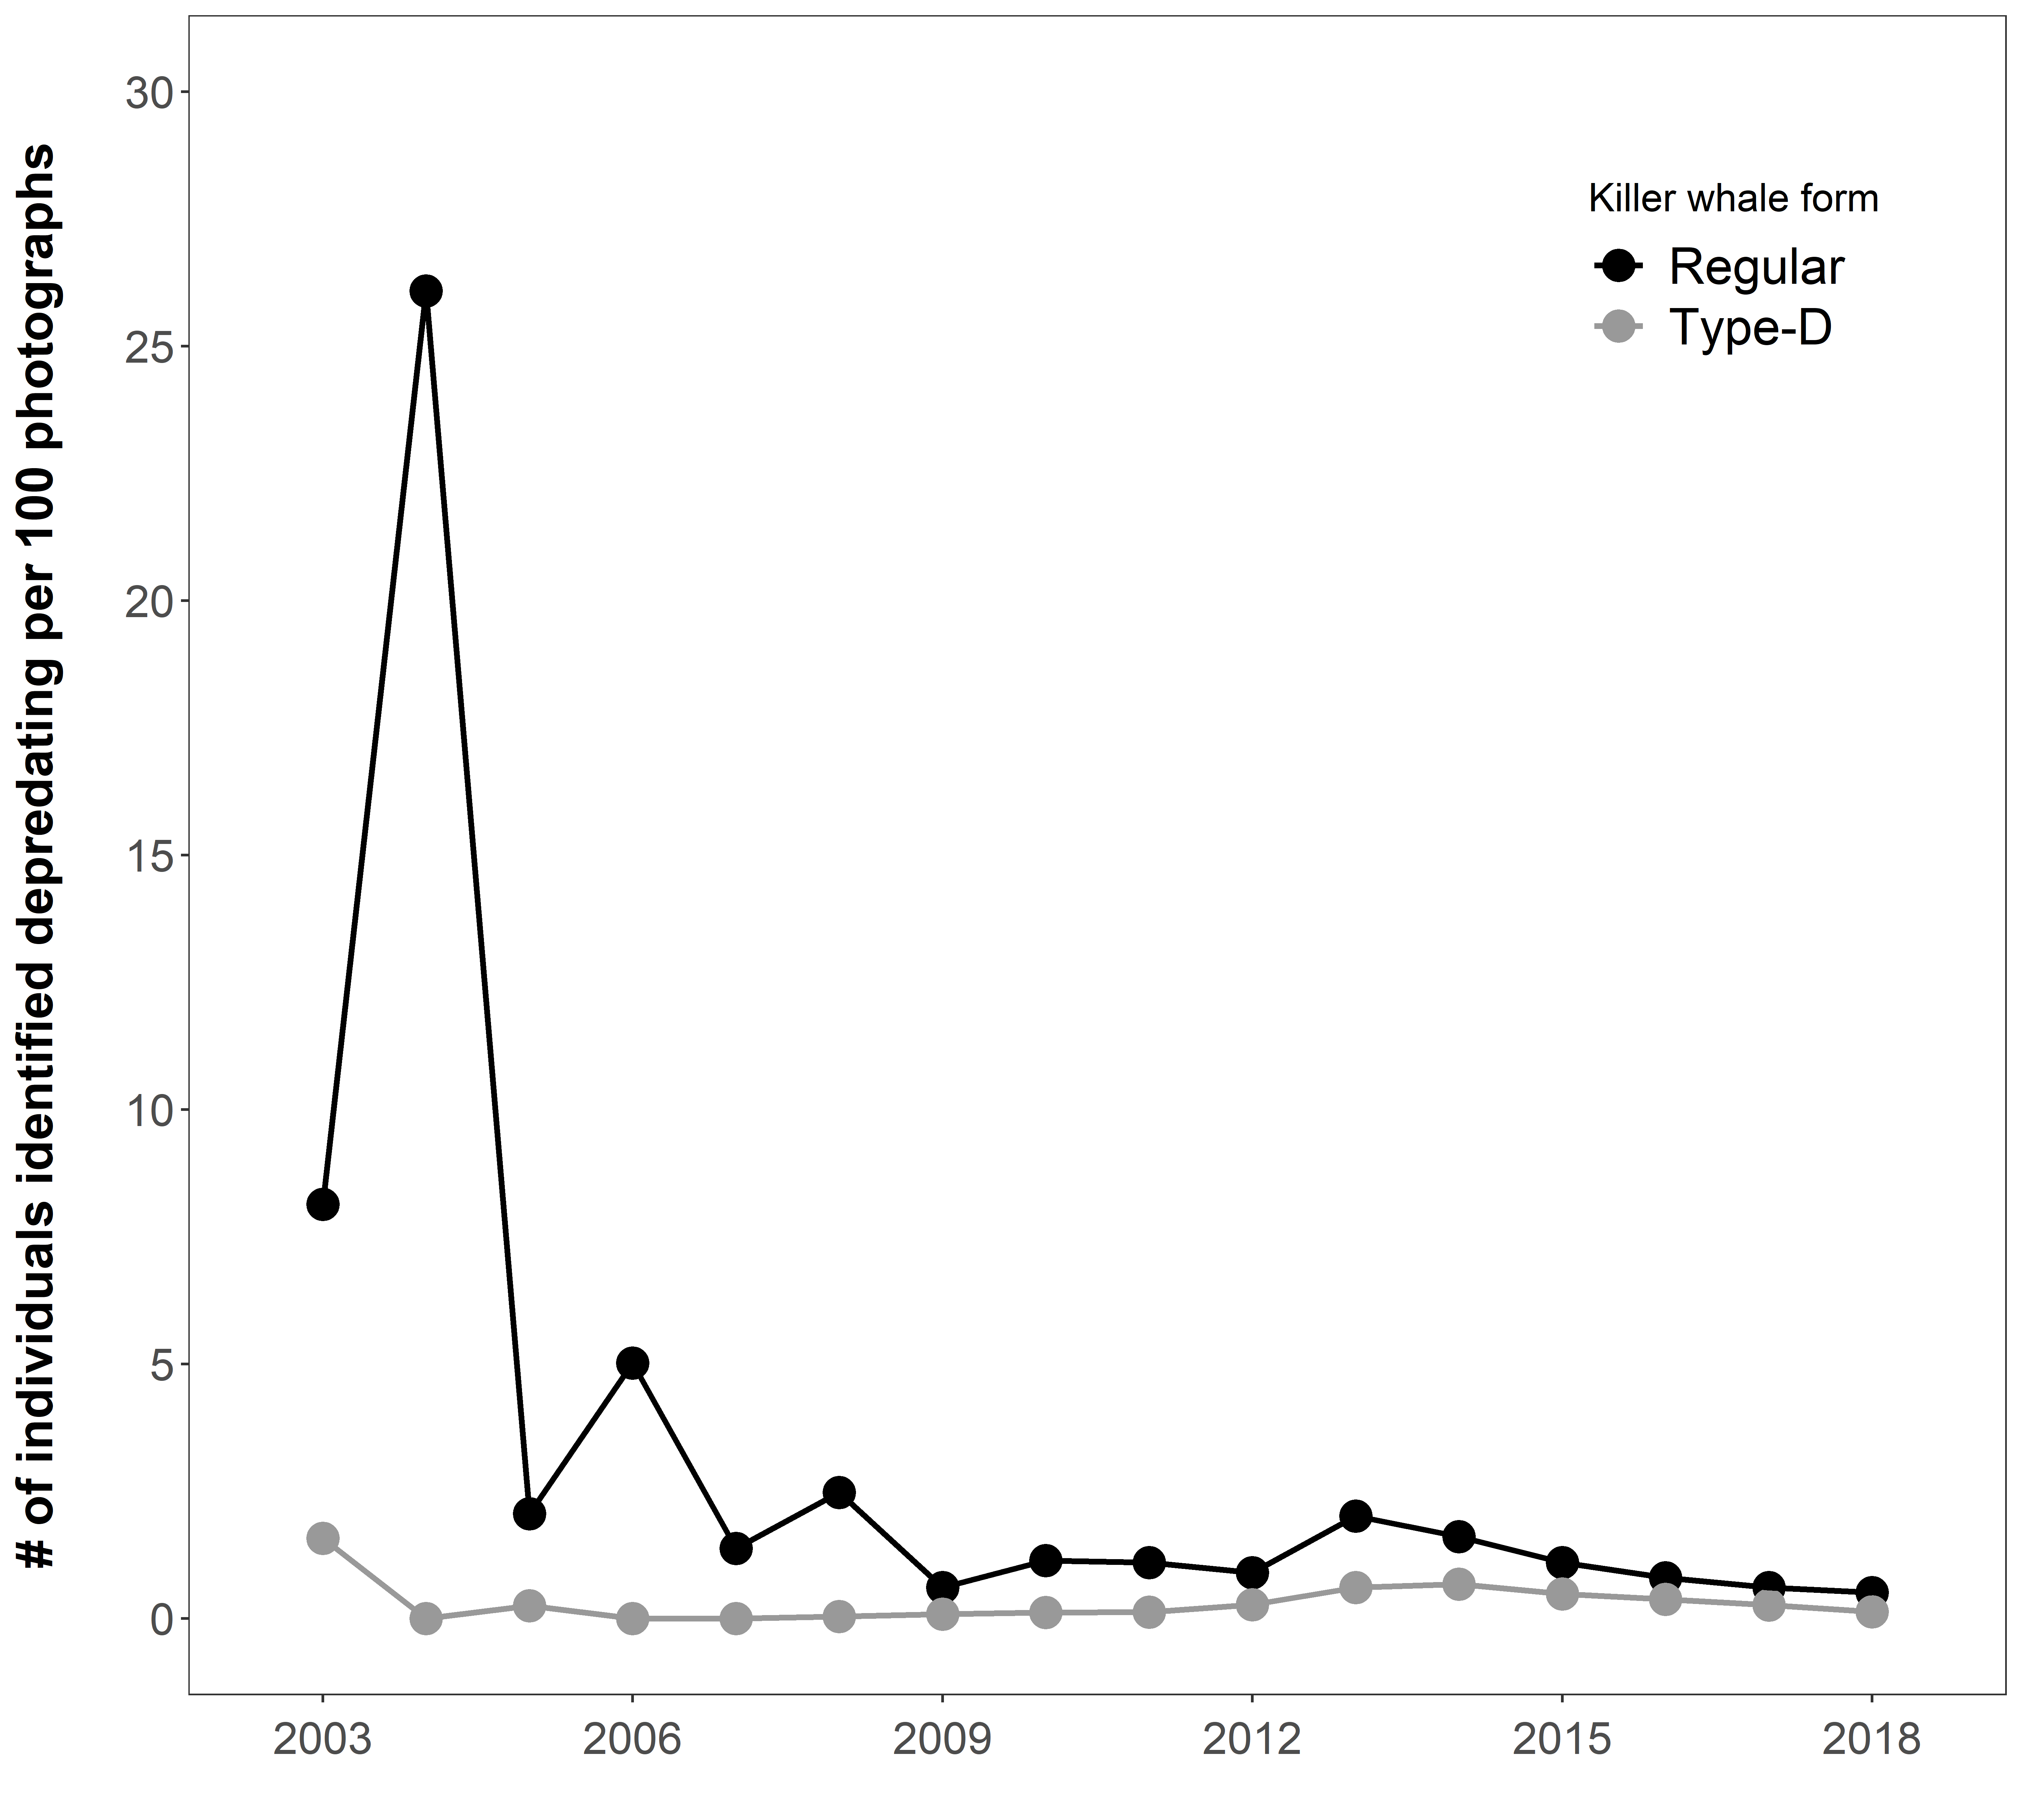 # of individuals identified depredating per 100 photographs
30
25
20
15
10
5
0
Killer whale form
Regular
Type-D
2003 2006 2009 2012 2015 2018